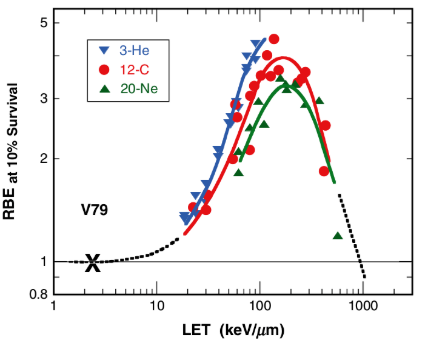 5
3
2
1
0.8
RBE at 10% Survival
3-He
12-C
20-Ne
V79
X
1
10
100
1000
LET (keV/μm)